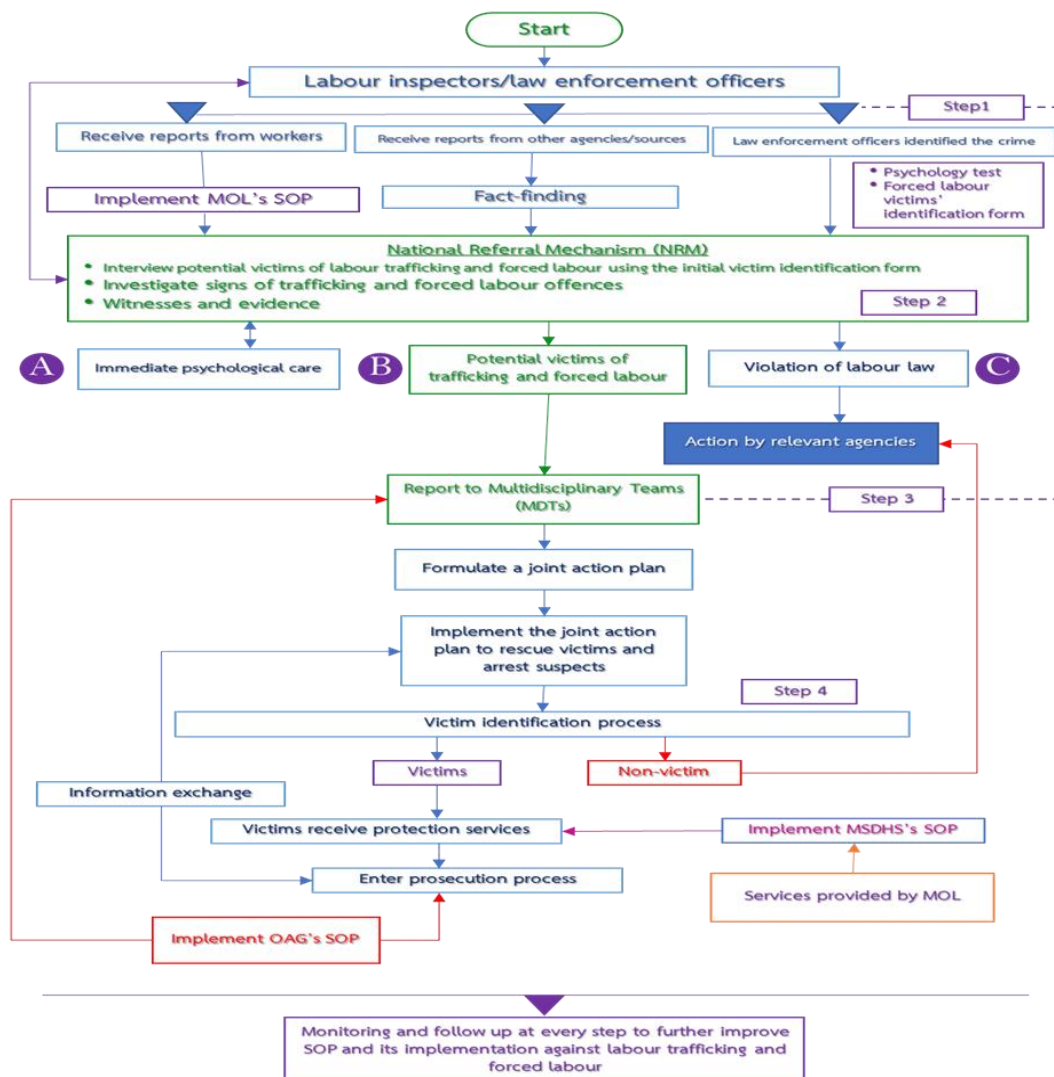 Start
Labour inspectors/law enforcement officers
Step1
Receive reports from workers
Receive reports from other agencies/sources
Law enforcement officers identified the crime
• Psychology test
• Forced labour
victims'
identification form
Implement MOL's SOP
Fact-finding
National Referral Mechanism (NRM)
• Interview potential victims of labour trafficking and forced labour using the initial victim identification form
• Investigate signs of trafficking and forced labour offences
• Witnesses and evidence
Step 2
A
Immediate psychological care
B
Potential victims of
trafficking and forced labour
Violation of labour law
C
Action by relevant agencies
Report to Multidisciplinary Teams
(MDTs)
Step 3
Formulate a joint action plan
Implement the joint action
plan to rescue victims and
arrest suspects
Step 4
Victim identification process
Victims
Non-victim
Information exchange
Victims receive protection services
Implement MSDHS's SOP
Enter prosecution process
Services provided by MOL
Implement OAG's SOP
Monitoring and follow up at every step to further improve
SOP and its implementation against labour trafficking and
forced labour